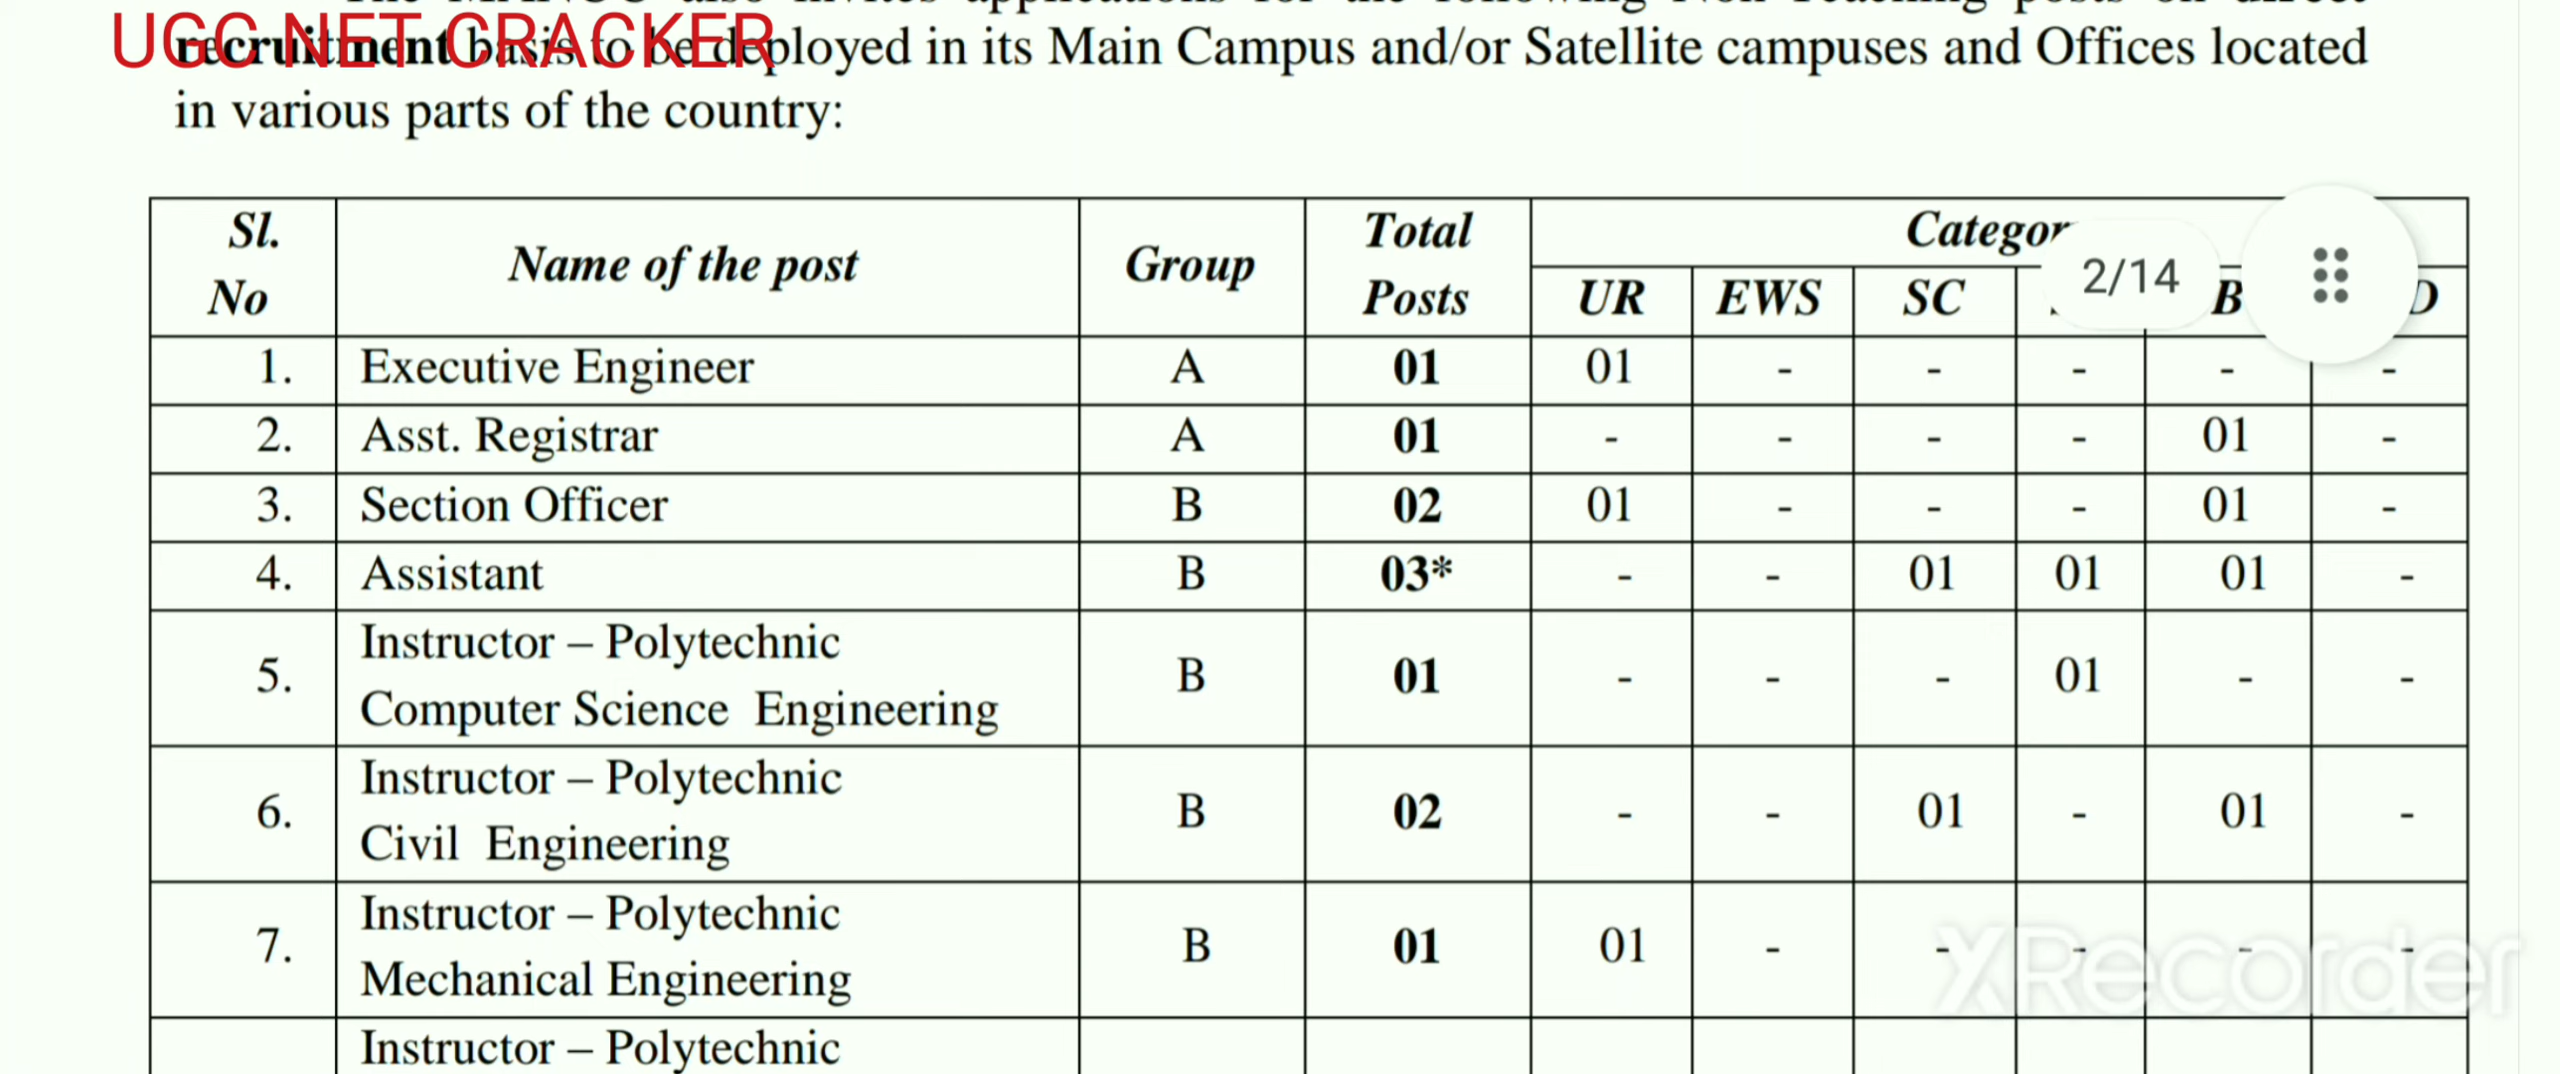 UGC NET CRACKER
recruitment basis to be deployed in its Main Campus and/or Satellite campuses and Offices located
in various parts of the country:
Sl. No Name of the post Group Total Posts
UR EWS SC
2/14
1. Executive Engineer A 01 01 - - - - -
2. Asst. Registrar A 01 - - - - 01 -
3. Section Officer B 02 01 - - - 01 -
4. Assistant B 03* - - 01 01 01 -
5. Instructor – Polytechnic
Computer Science Engineering B 01 - - - 01 - -
6. Instructor – Polytechnic
Civil Engineering B 02 - - 01 - 01 -
7. Instructor – Polytechnic
Mechanical Engineering B 01 01 - - - - -
Instructor – Polytechnic
XRecorder